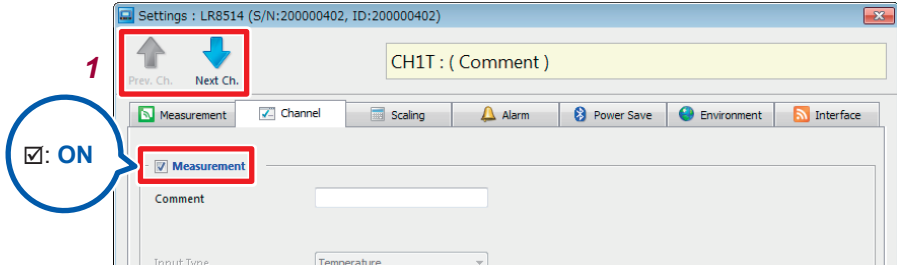 Settings : LR8514 (S/N:200000402, ID:200000402)
1
Prev. Ch. Next Ch.
CH1T : ( Comment )
Measurement Channel Scaling Alarm Power Save Environment Interface
☑: ON
Measurement
Comment
Input Type Temperature